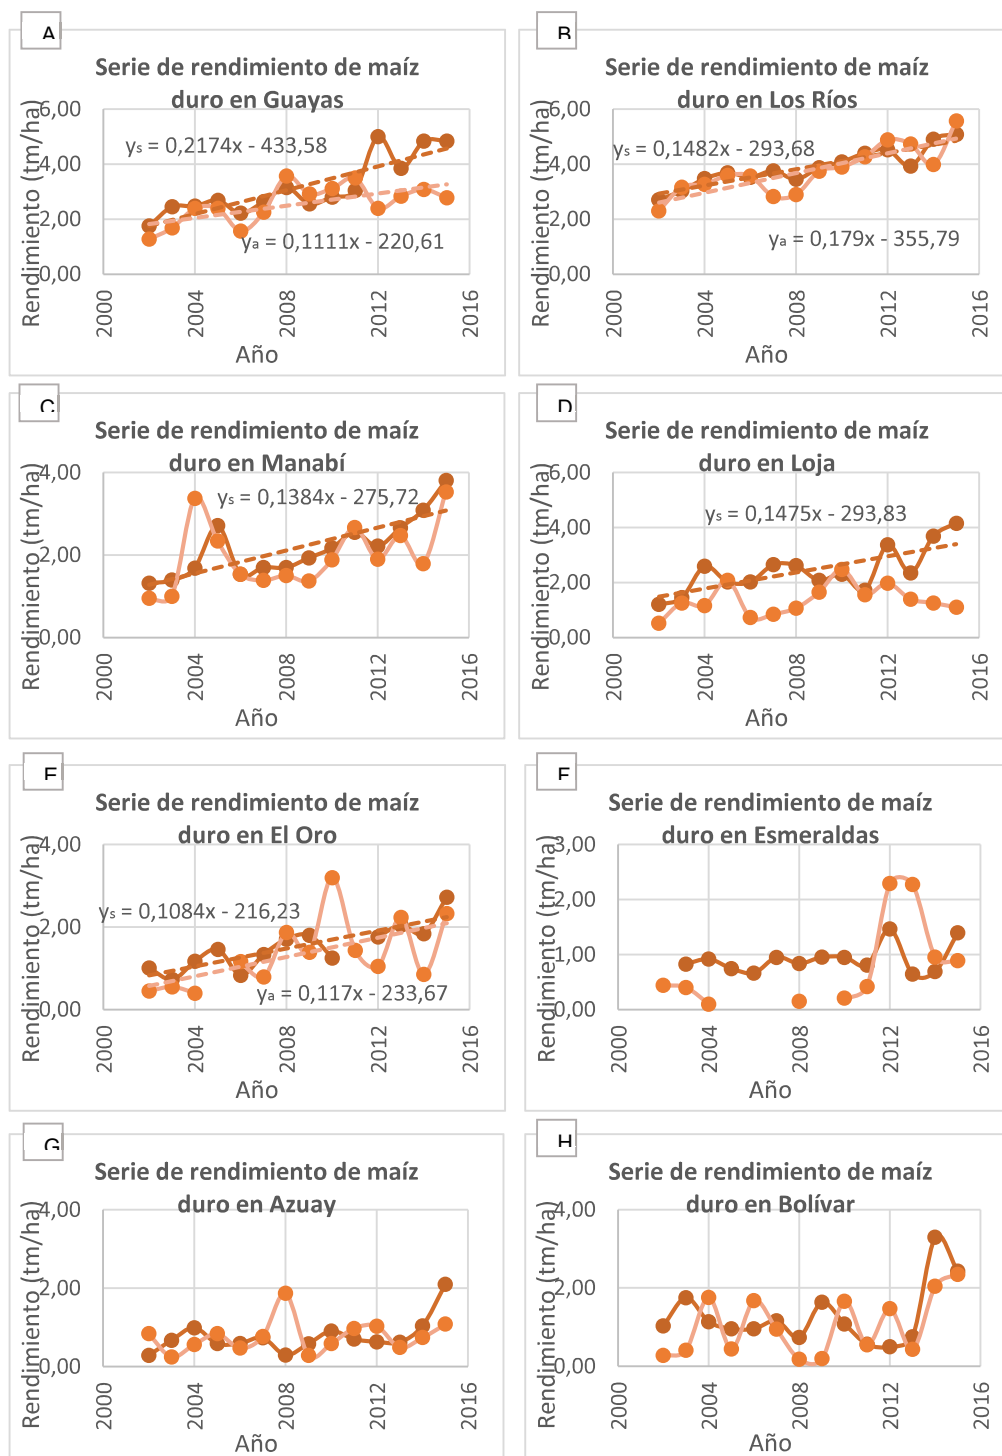 A
Serie de rendimiento de maíz
duro en Guayas
Rendimiento (tm/ha)
6,00
4,00
2,00
0,00
yₛ = 0,2174x - 433,58
yₐ = 0,1111x - 220,61
2000
2004
2008
2012
2016
Año
B
Serie de rendimiento de maíz
duro en Los Ríos
Rendimiento (tm/ha)
6,00
4,00
2,00
0,00
yₛ = 0,1482x - 293,68
yₐ = 0,179x - 355,79
2000
2004
2008
2012
2016
Año
C
Serie de rendimiento de maíz
duro en Manabí
Rendimiento (tm/ha)
4,00
2,00
0,00
yₛ = 0,1384x - 275,72
2000
2004
2008
2012
2016
Año
D
Serie de rendimiento de maíz
duro en Loja
Rendimiento (tm/ha)
6,00
4,00
2,00
0,00
yₛ = 0,1475x - 293,83
2000
2004
2008
2012
2016
Año
E
Serie de rendimiento de maíz
duro en El Oro
Rendimiento (tm/ha)
4,00
2,00
0,00
yₛ = 0,1084x - 216,23
yₐ = 0,117x - 233,67
2000
2004
2008
2012
2016
Año
F
Serie de rendimiento de maíz
duro en Esmeraldas
Rendimiento (tm/ha)
3,00
2,00
1,00
0,00
2000
2004
2008
2012
2016
Año
G
Serie de rendimiento de maíz
duro en Azuay
Rendimiento (tm/ha)
4,00
2,00
0,00
2000
2004
2008
2012
2016
Año
H
Serie de rendimiento de maíz
duro en Bolívar
Rendimiento (tm/ha)
4,00
2,00
0,00
2000
2004
2008
2012
2016
Año